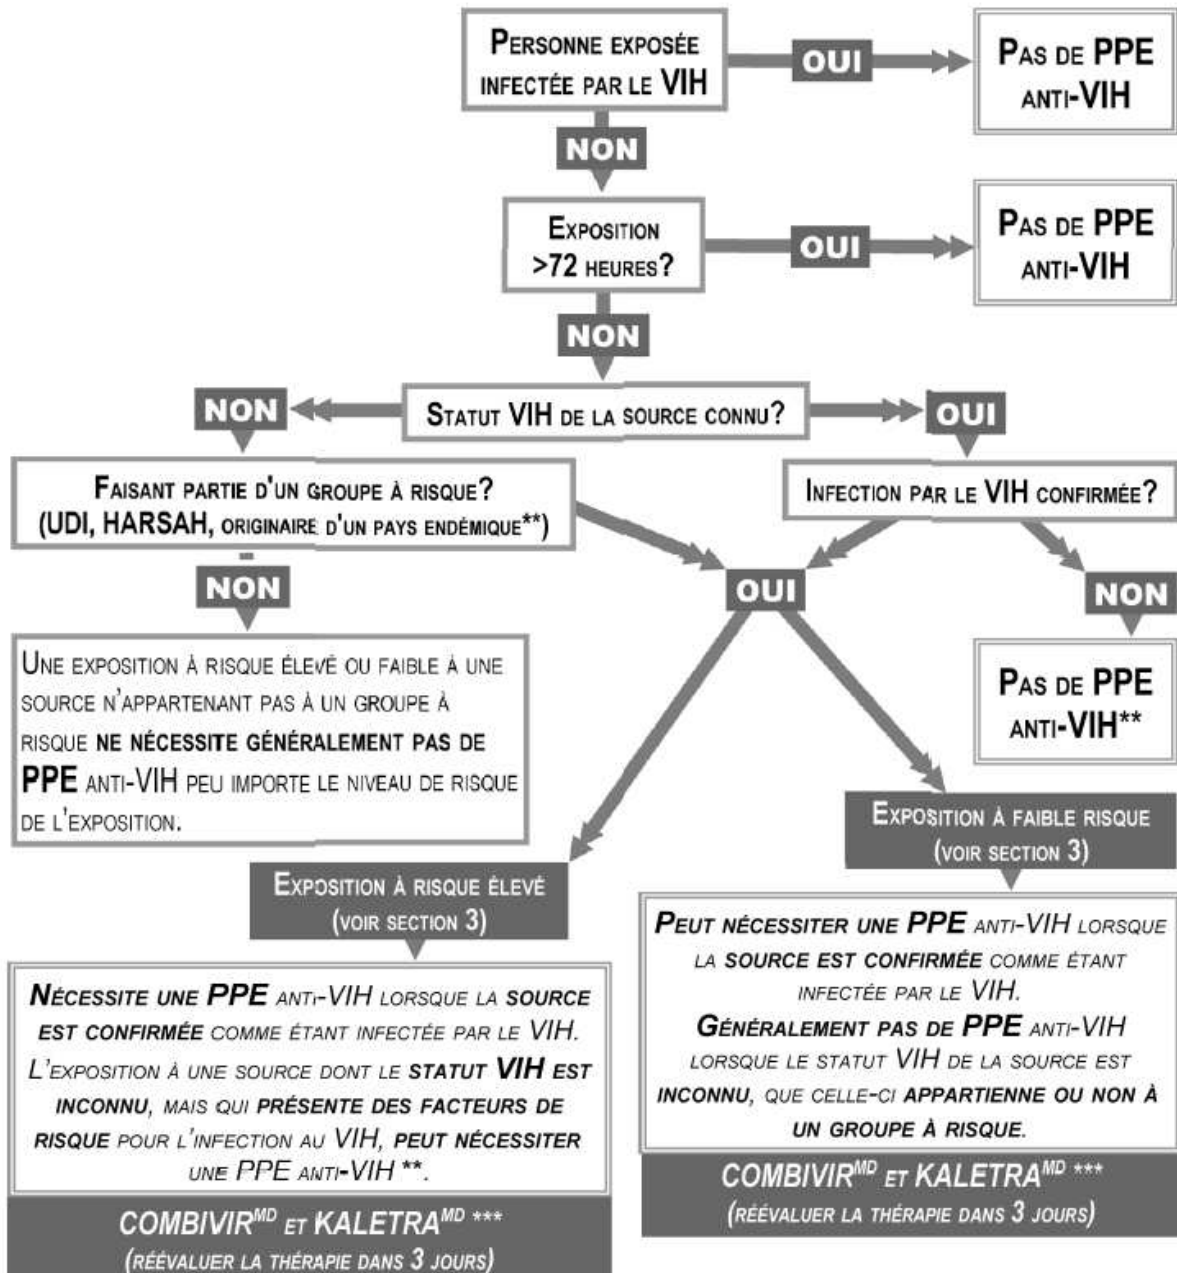 PERSONNE EXPOSÉE
INFECTÉE PAR LE VIH
OUI
PAS DE PPE
ANTI-VIH
NON
EXPOSITION
>72 HEURES?
OUI
PAS DE PPE
ANTI-VIH
NON
NON
STATUT VIH DE LA SOURCE CONNU?
OUI
FAISANT PARTIE D'UN GROUPE À RISQUE?
(UDI, HARSAH, ORIGINAIRE D'UN PAYS ENDÉMIQUE**)
INFECTION PAR LE VIH CONFIRMÉE?
NON
OUI
NON
UNE EXPOSITION À RISQUE ÉLEVÉ OU FAIBLE À UNE
SOURCE N'APPARTENANT PAS À UN GROUPE À
RISQUE NE NÉCESSITE GÉNÉRALEMENT PAS DE
PPE ANTI-VIH PEU IMPORTE LE NIVEAU DE RISQUE
DE L'EXPOSITION.
PAS DE PPE
ANTI-VIH**
EXPOSITION À RISQUE ÉLEVÉ
(VOIR SECTION 3)
EXPOSITION À FAIBLE RISQUE
(VOIR SECTION 3)
NÉCESSITE UNE PPE ANTI-VIH LORSQUE LA SOURCE
EST CONFIRMÉE COMME ÉTANT INFECTÉE PAR LE VIH.
L'EXPOSITION À UNE SOURCE DONT LE STATUT VIH EST
INCONNU, MAIS QUI PRÉSENTE DES FACTEURS DE
RISQUE POUR L'INFECTION AU VIH, PEUT NÉCESSITER
UNE PPE ANTI-VIH **.
COMBIVIR^MD ET KALETRA^MD ***
(RÉÉVALUER LA THÉRAPIE DANS 3 JOURS)
PEUT NÉCESSITER UNE PPE ANTI-VIH LORSQUE
LA SOURCE EST CONFIRMÉE COMME ÉTANT
INFECTÉE PAR LE VIH.
GÉNÉRALEMENT PAS DE PPE ANTI-VIH
LORSQUE LE STATUT VIH DE LA SOURCE EST
INCONNU, QUE CELLE-CI APPARTIENNE OU NON À
UN GROUPE À RISQUE.
COMBIVIR^MD ET KALETRA^MD ***
(RÉÉVALUER LA THÉRAPIE DANS 3 JOURS)